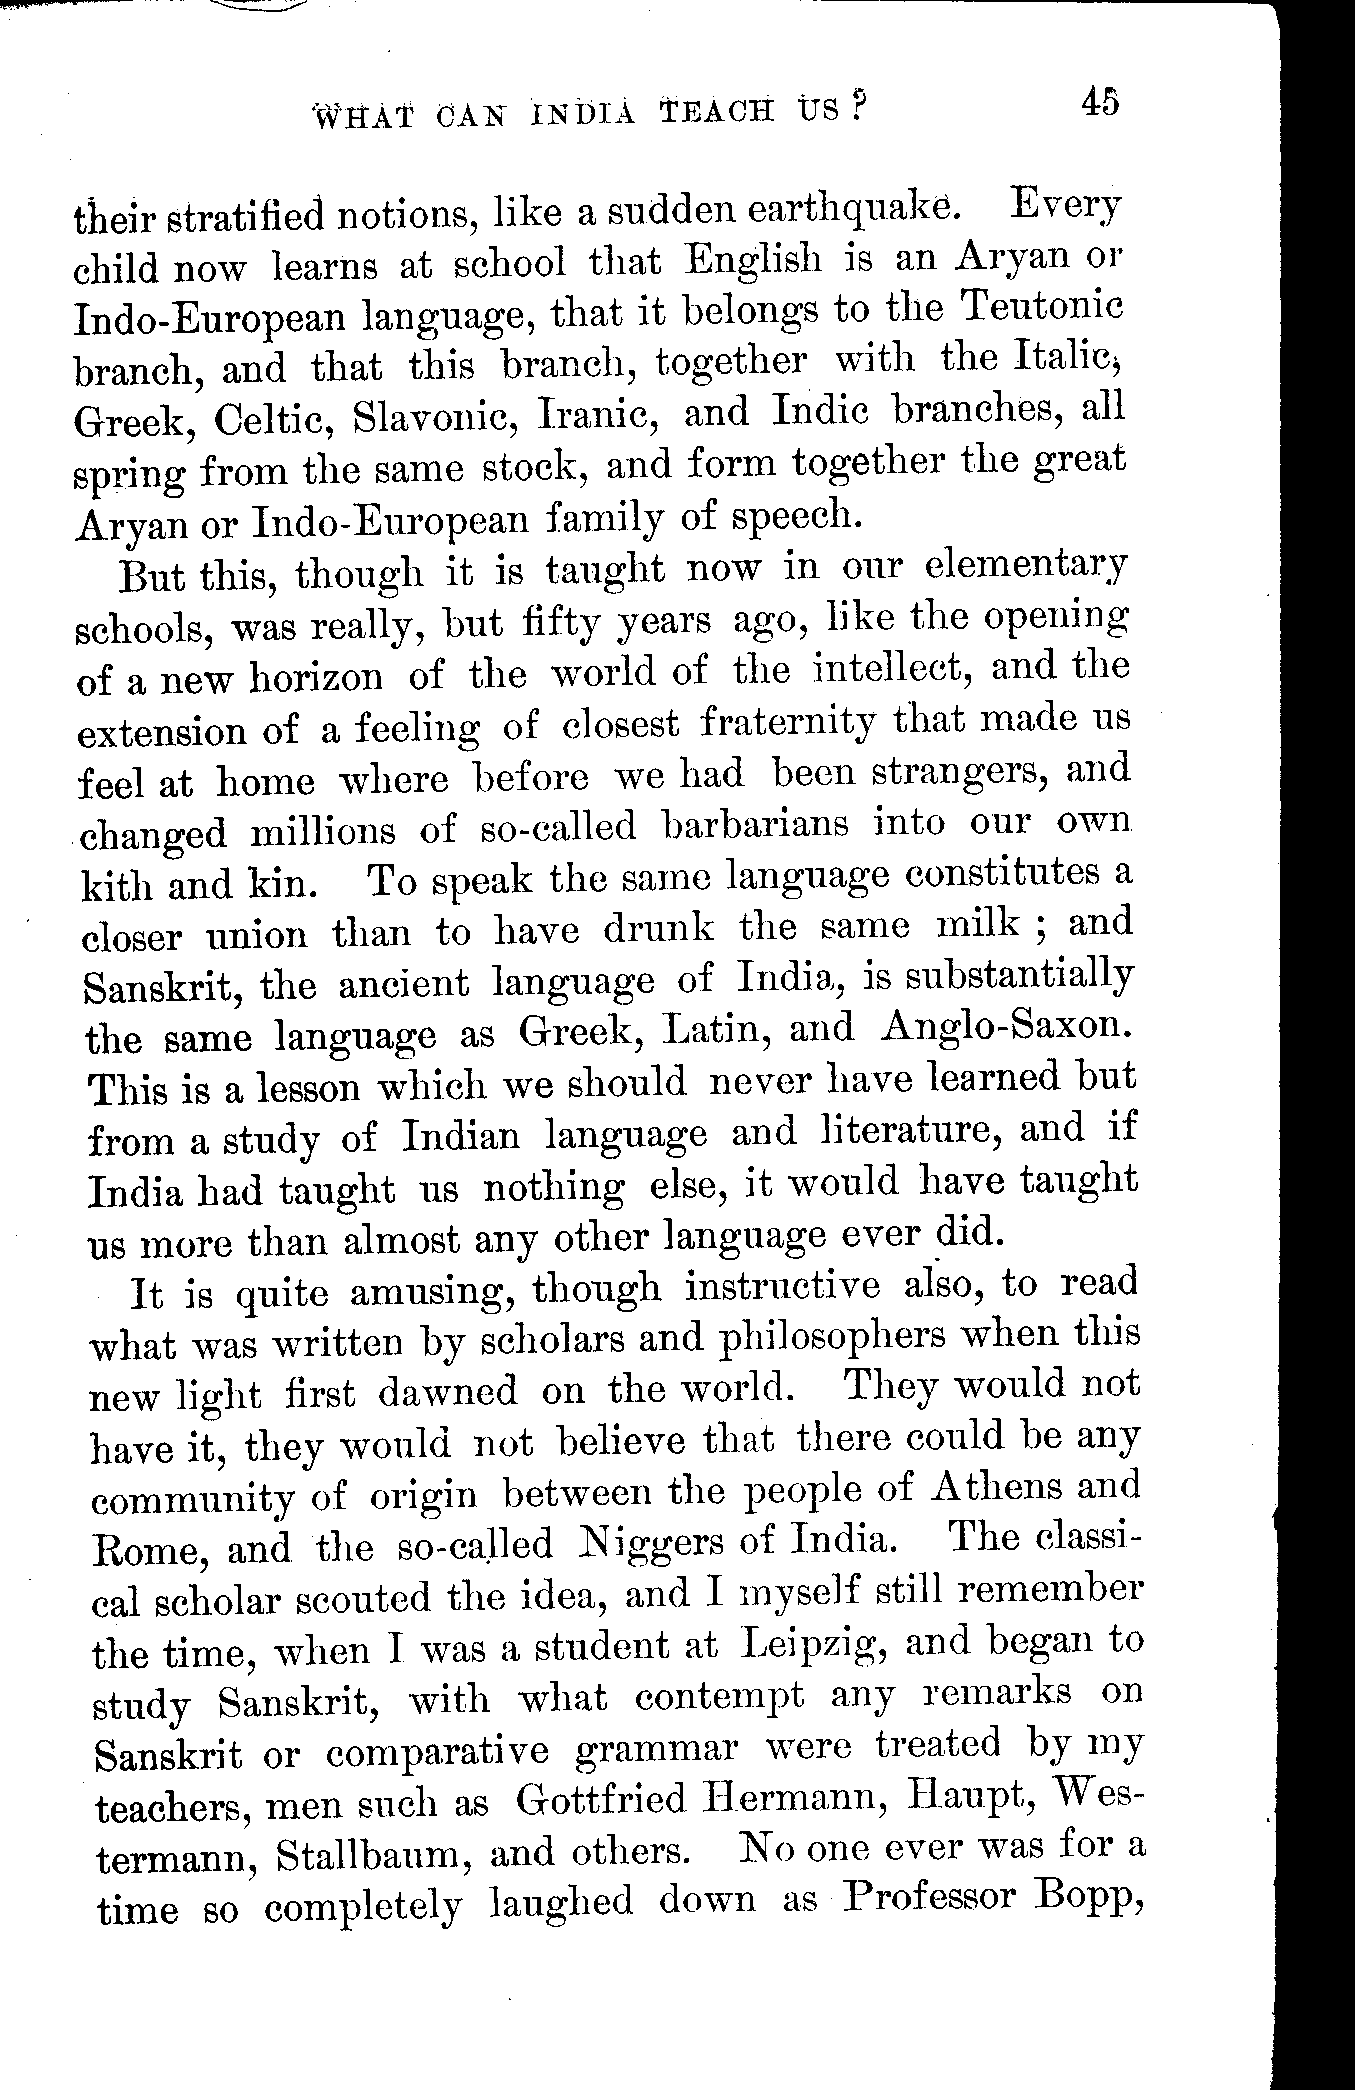 WHAT CAN INDIA TEACH US ? 45
their stratified notions, like a sudden earthquake. Every
child now learns at school that English is an Aryan or
Indo-European language, that it belongs to the Teutonic
branch, and that this branch, together with the Italic,
Greek, Celtic, Slavonic, Iranic, and Indic branches, all
spring from the same stock, and form together the great
Aryan or Indo-European family of speech.
But this, though it is taught now in our elementary
schools, was really, but fifty years ago, like the opening
of a new horizon of the world of the intellect, and the
extension of a feeling of closest fraternity that made us
feel at home where before we had been strangers, and
changed millions of so-called barbarians into our own
kith and kin. To speak the same language constitutes a
closer union than to have drunk the same milk ; and
Sanskrit, the ancient language of India, is substantially
the same language as Greek, Latin, and Anglo-Saxon.
This is a lesson which we should never have learned but
from a study of Indian language and literature, and if
India had taught us nothing else, it would have taught
us more than almost any other language ever did.
It is quite amusing, though instructive also, to read
what was written by scholars and philosophers when this
new light first dawned on the world. They would not
have it, they would not believe that there could be any
community of origin between the people of Athens and
Rome, and the so-called Niggers of India. The classi-
cal scholar scouted the idea, and I myself still remember
the time, when I was a student at Leipzig, and began to
study Sanskrit, with what contempt any remarks on
Sanskrit or comparative grammar were treated by my
teachers, men such as Gottfried Hermann, Haupt, Wes-
termann, Stallbaum, and others. No one ever was for a
time so completely laughed down as Professor Bopp,